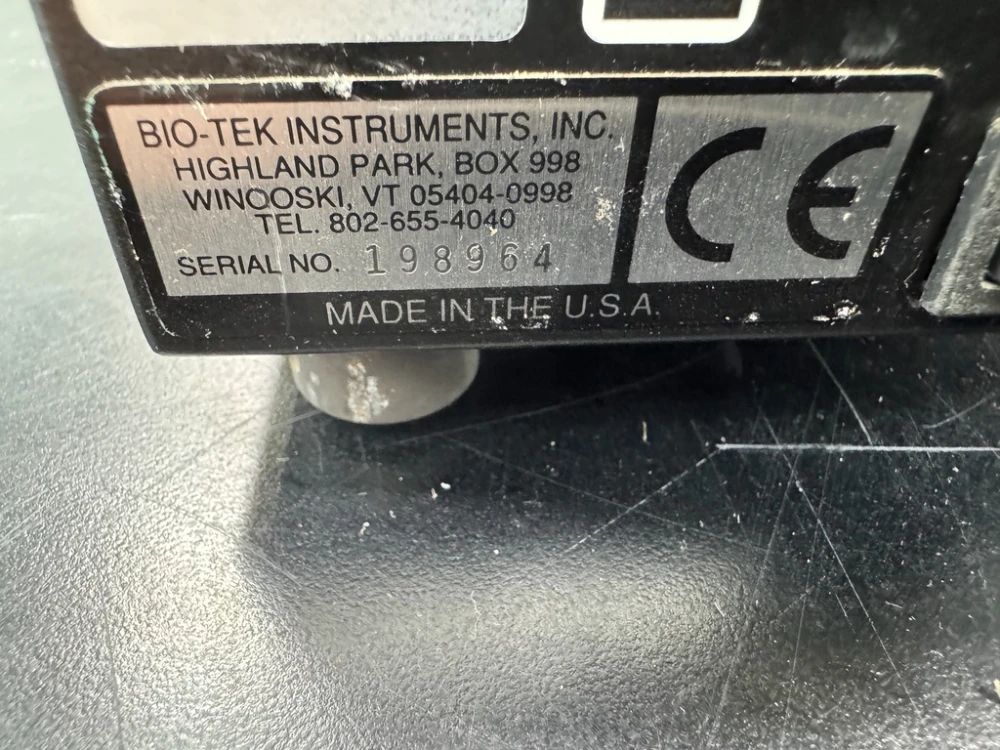 BIO-TEK INSTRUMENTS, INC.
HIGHLAND PARK, BOX 998
WINOOSKI, VT 05404-0998
TEL. 802-655-4040
SERIAL NO. 198964
CE
MADE IN THE U.S.A.